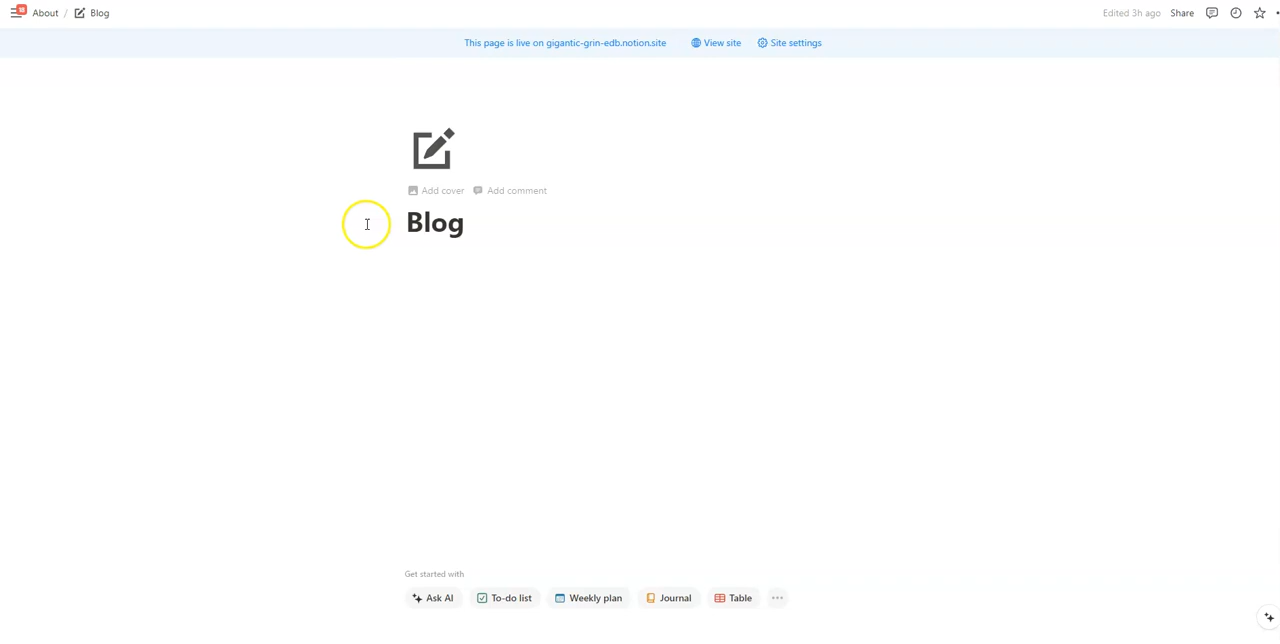 18 About / Blog Edited 3h ago Share
This page is live on gigantic-grin-edb.notion.site View site Site settings
Add cover Add comment
Blog
Get started with
Ask AI To-do list Weekly plan Journal Table